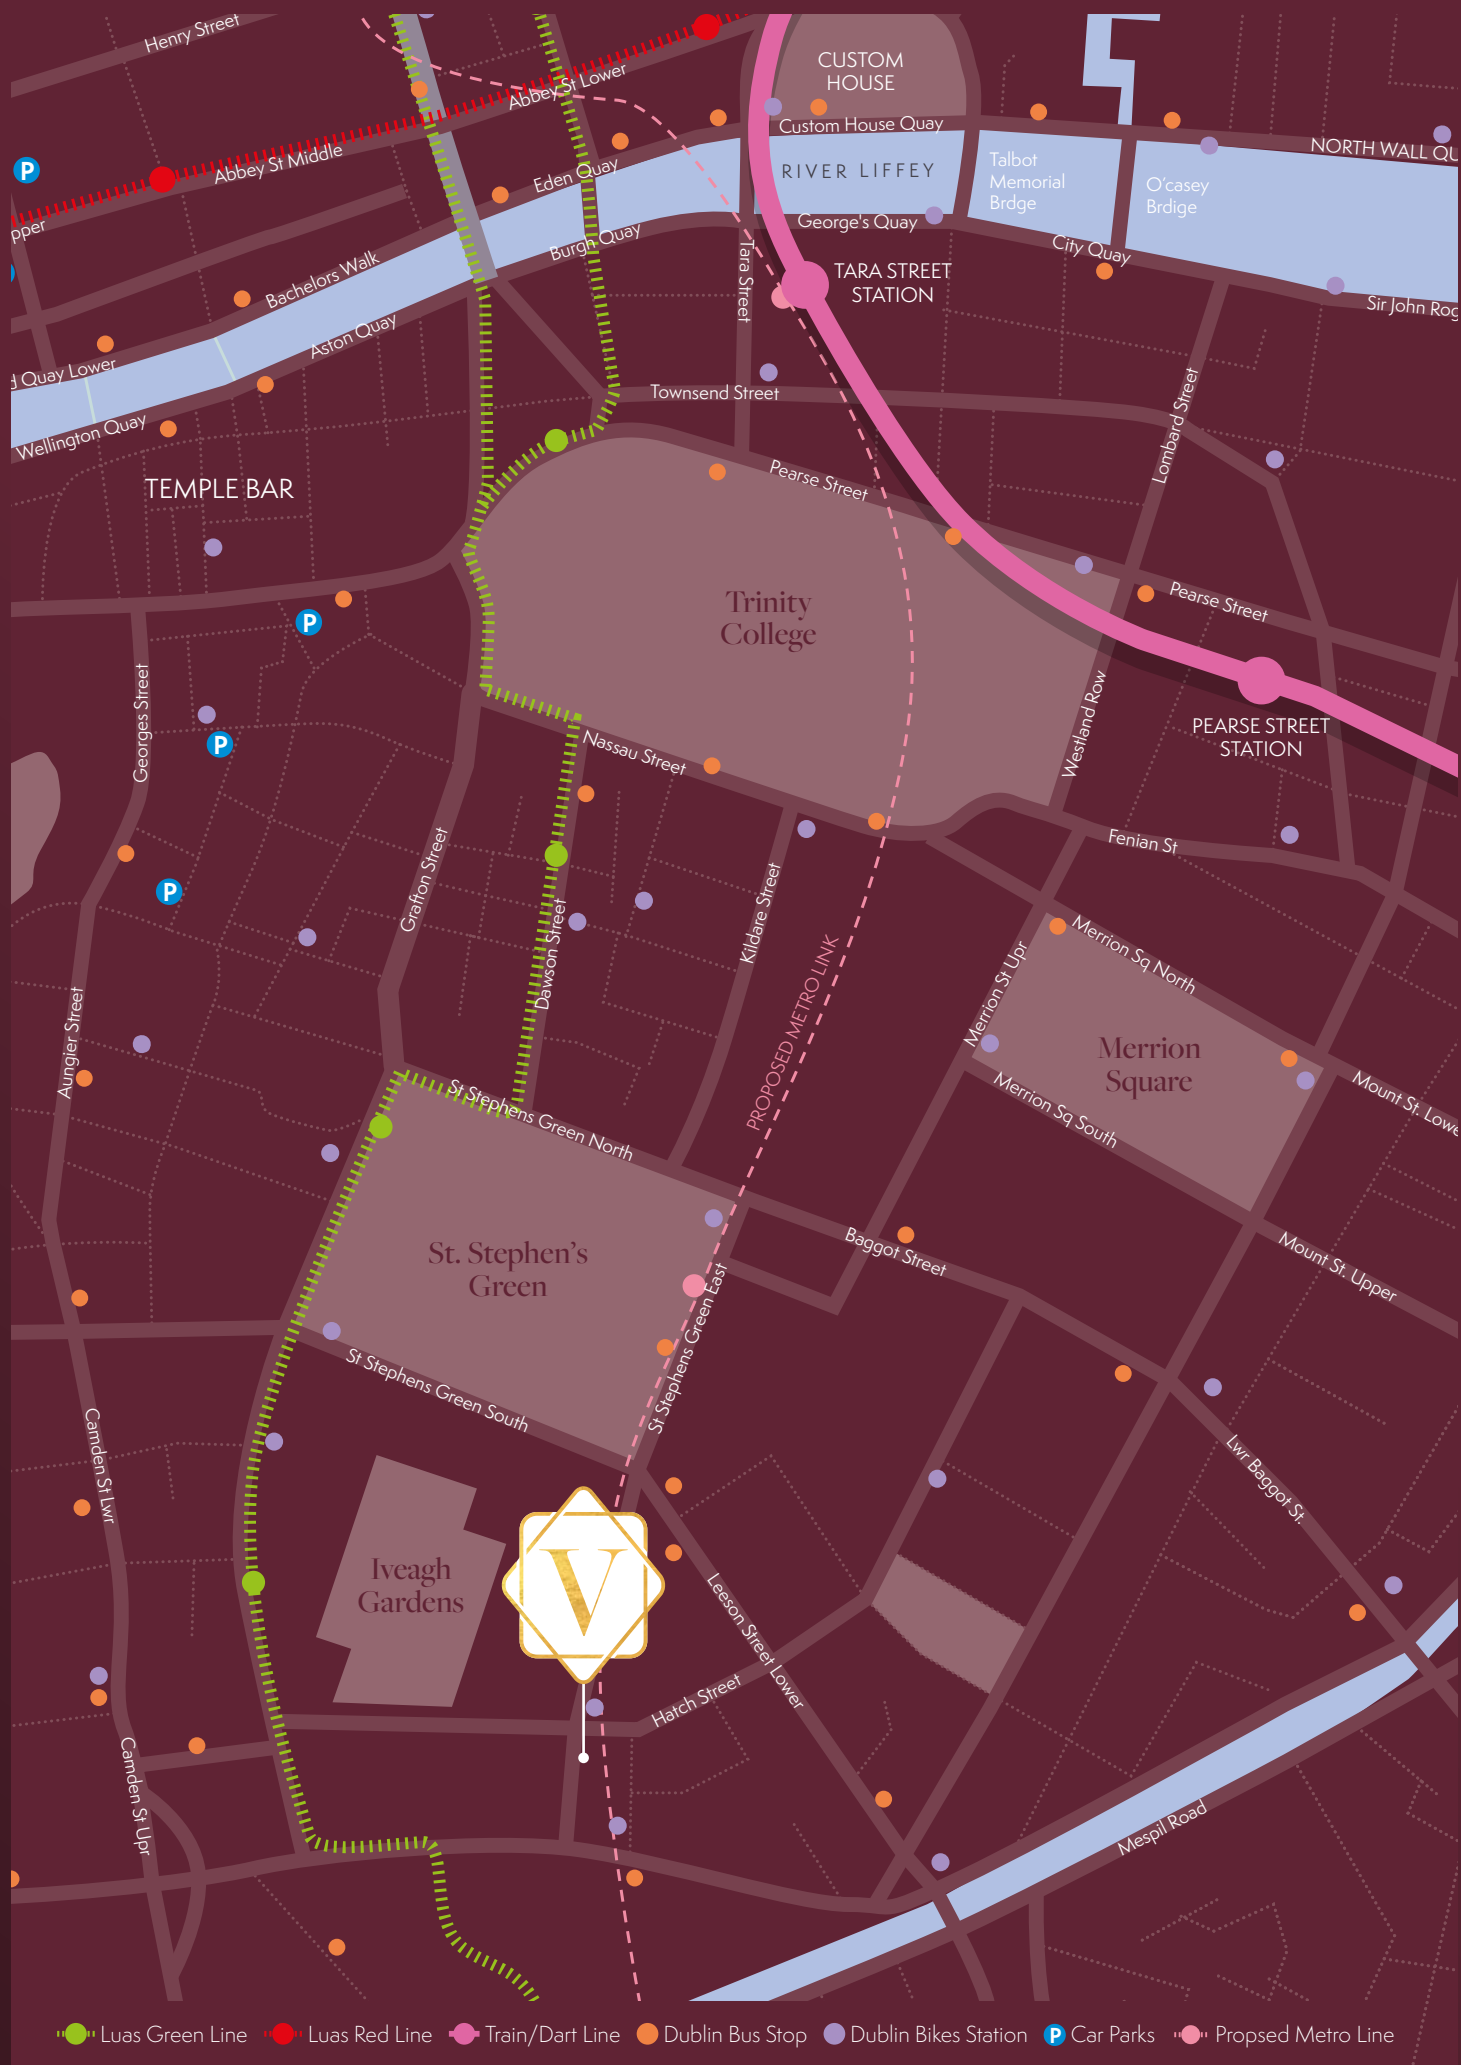 Henry Street
Abbey St Lower
Abbey St Middle
pper
P
CUSTOM
HOUSE
Custom House Quay
NORTH WALL QU
Eden Quay
RIVER LIFFEY
Talbot
Memorial
Brdge
O'casey
Brdige
George's Quay
Burgh Quay
City Quay
Bachelors Walk
Tara Street
TARA STREET
STATION
Sir John Rog
Aston Quay
d Quay Lower
Wellington Quay
Townsend Street
Lombard Street
TEMPLE BAR
Pearse Street
Trinity
College
Pearse Street
P
Georges Street
P
Westland Row
PEARSE STREET
STATION
Nassau Street
Fenian St
P
Grafton Street
Dawson Street
Kildare Street
PROPOSED METRO LINK
Merrion St Upr
Merrion Sq North
Merrion
Square
Merrion Sq South
Mount St. Lowe
Aungier Street
St Stephens Green North
St. Stephen's
Green
Baggot Street
Mount St. Upper
St Stephens Green East
St Stephens Green South
Camden St Lwr
Lwr Baggot St.
Iveagh
Gardens
V
Leeson Street Lower
Hatch Street
Camden St Upr
Mespil Road
Luas Green Line
Luas Red Line
Train/Dart Line
Dublin Bus Stop
Dublin Bikes Station
P
Car Parks
Propsed Metro Line